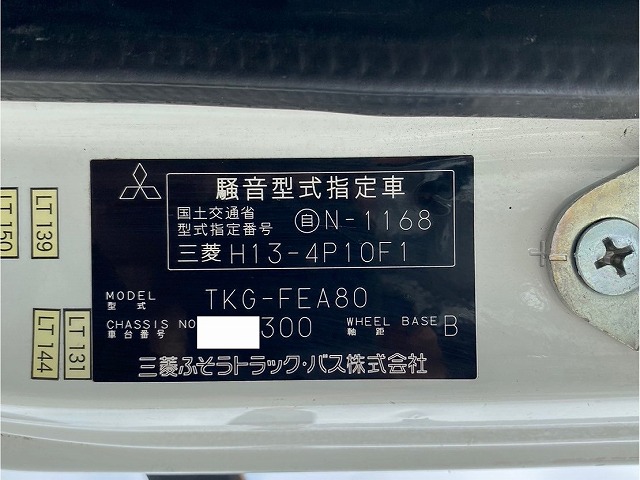 騒音型式指定車
国土交通省
型式指定番号 自N-1168
三菱 H13-4P10F1
MODEL
型式 TKG-FEA80
CHASSIS NO
車台番号 300 WHEEL BASE
軸距 B
三菱ふそうトラック・バス株式会社
LT 150
LT 139
LT 144
LT 131